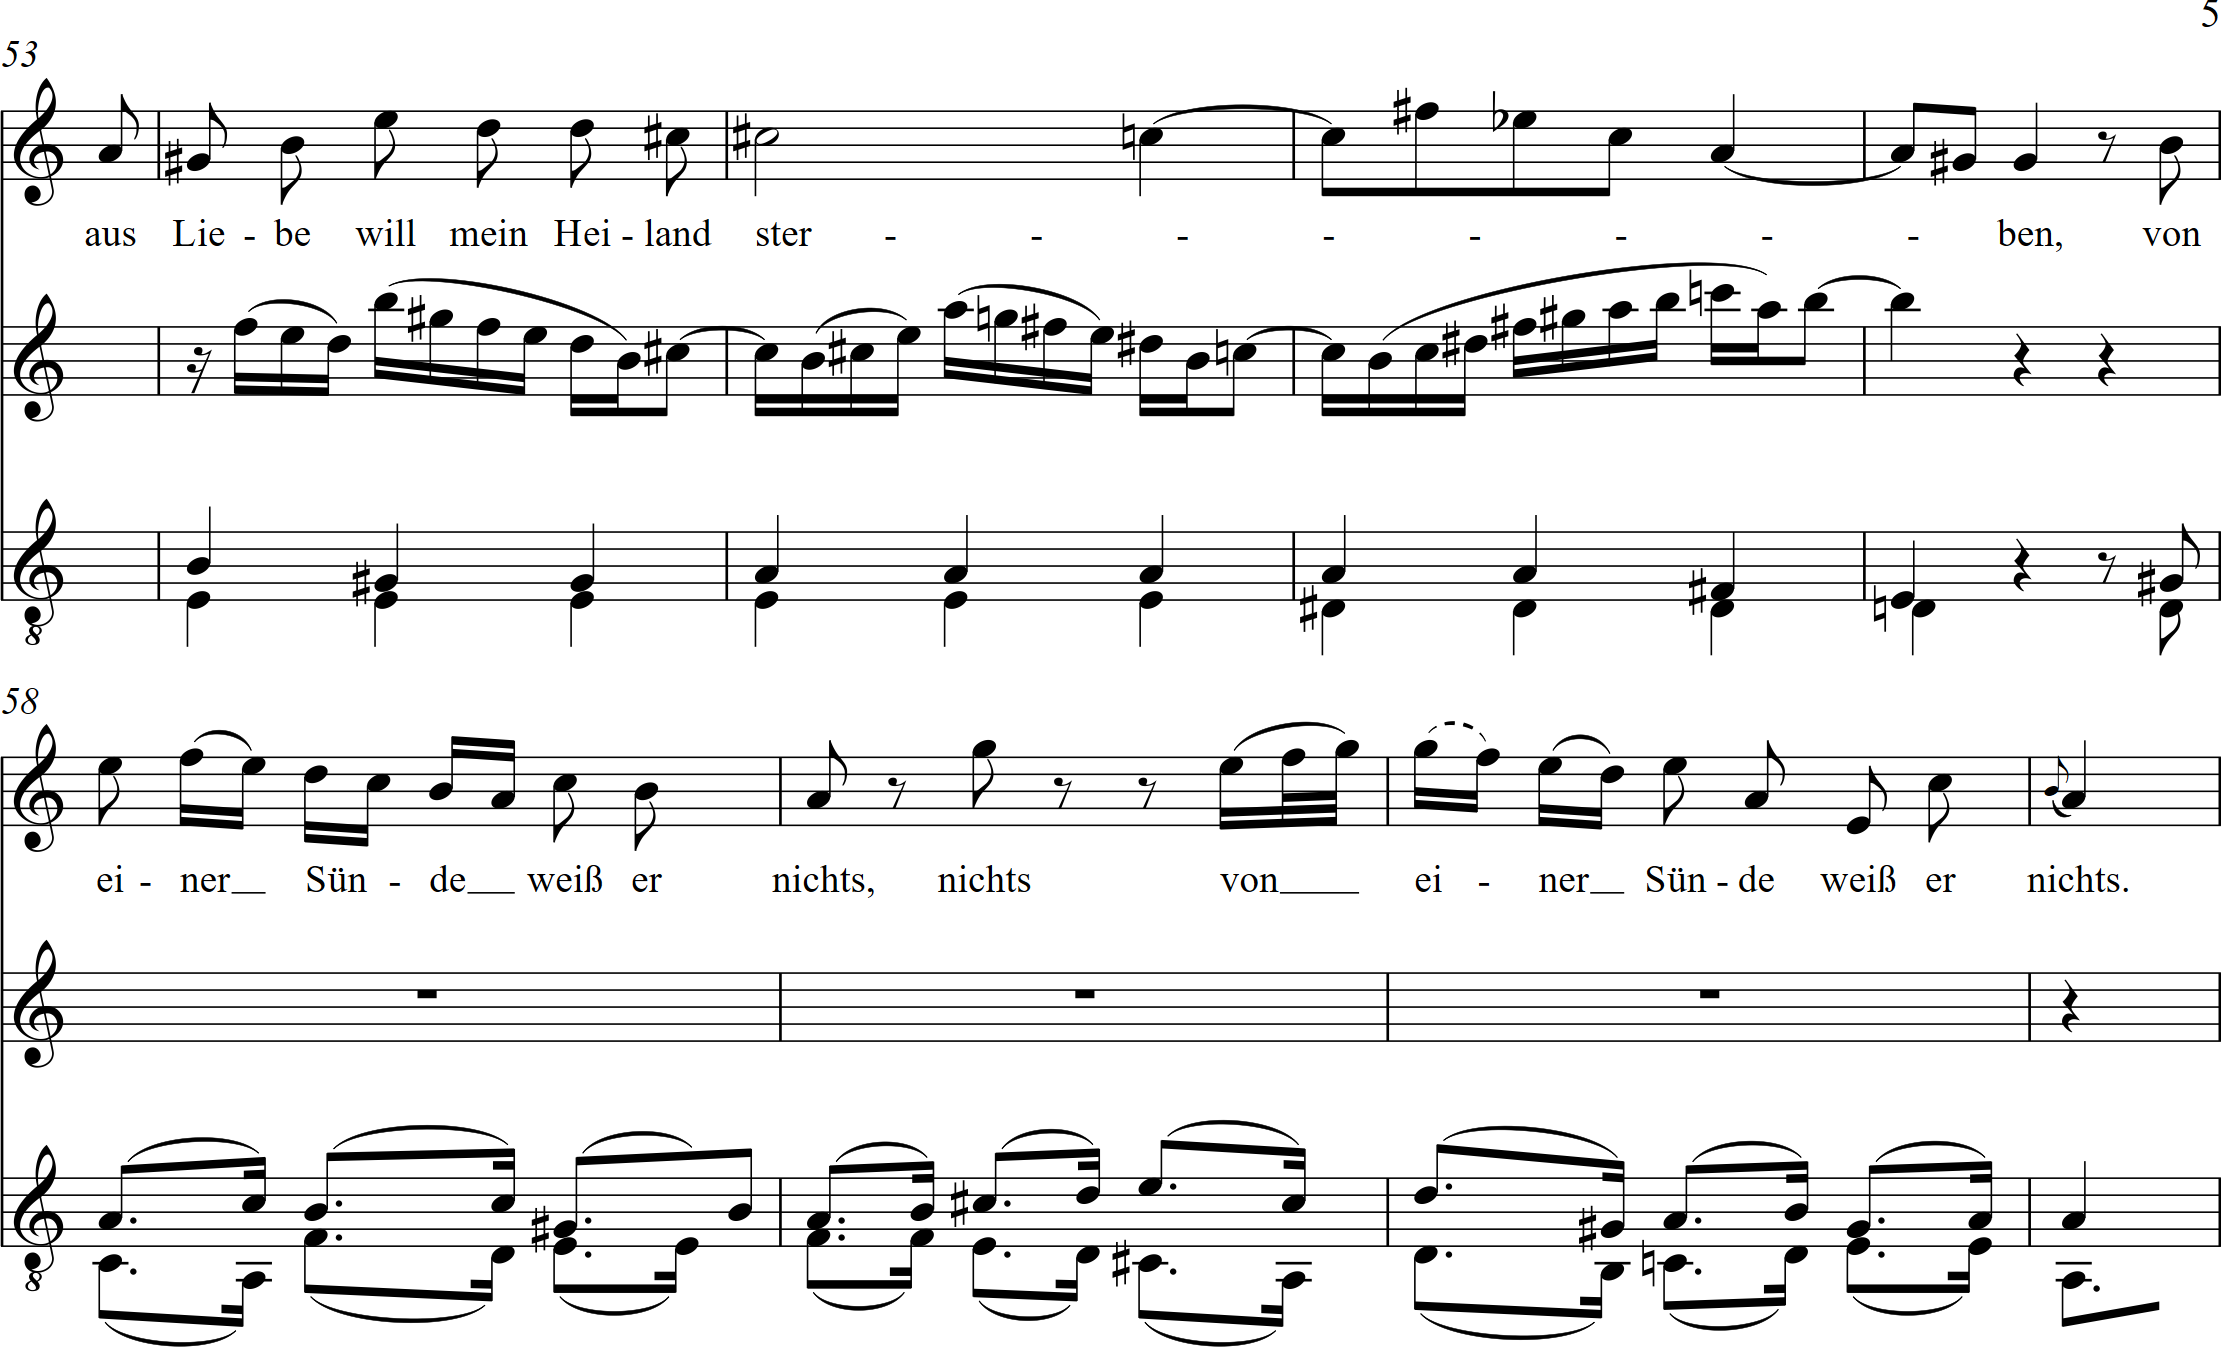 5
53
aus Lie - be will mein Hei - land ster - - - - - - - - ben, von
8
58
ei - ner__ Sün - de__ weiß er nichts, nichts von____ ei - ner__ Sün - de weiß er nichts.
8